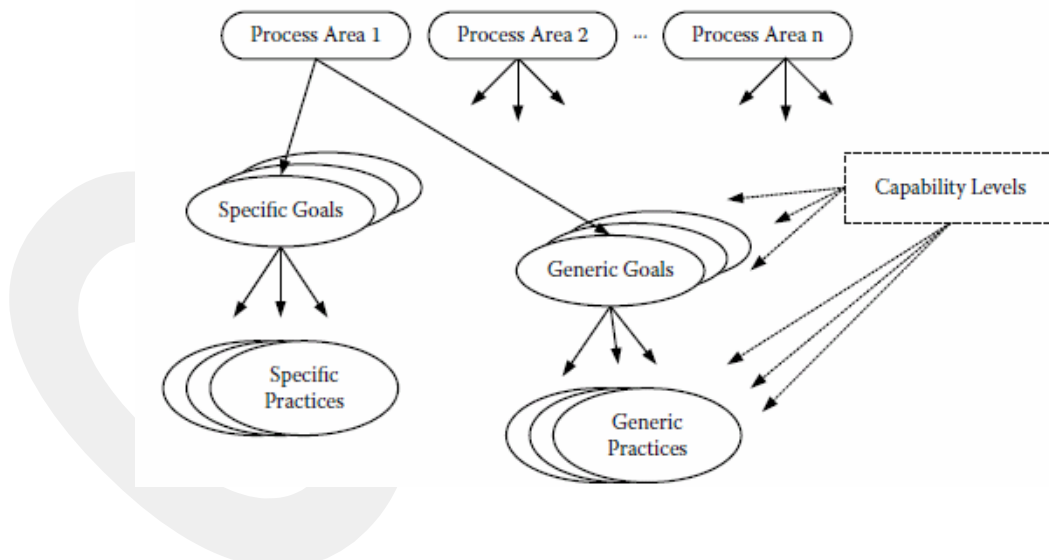 Process Area 1
Process Area 2
...
Process Area n
Capability Levels
Specific Goals
Generic Goals
Specific
Practices
Generic
Practices